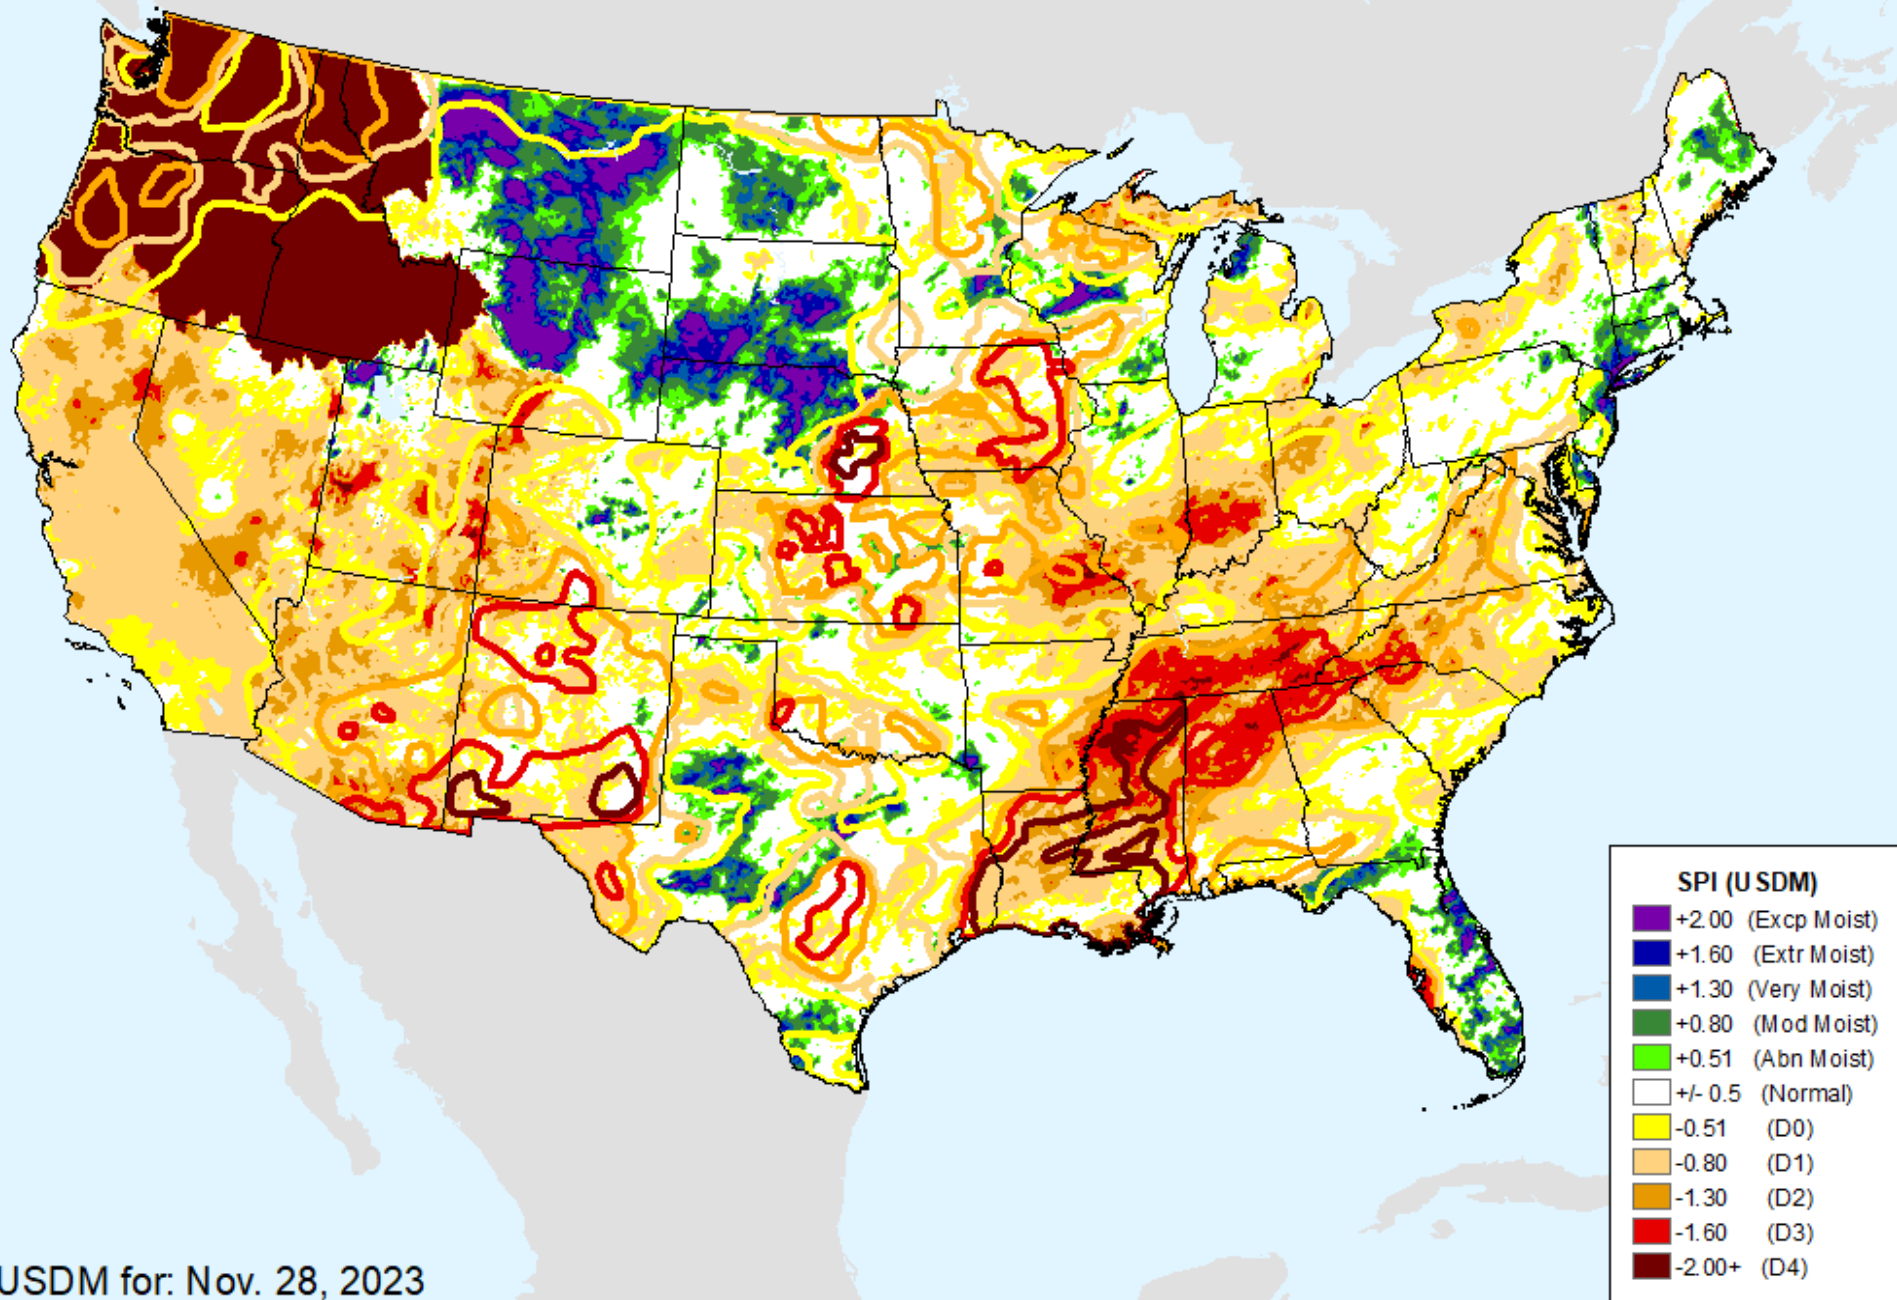 SPI (USDM)
+2.00 (Excp Moist)
+1.60 (Extr Moist)
+1.30 (Very Moist)
+0.80 (Mod Moist)
+0.51 (Abn Moist)
+/- 0.5 (Normal)
-0.51 (D0)
-0.80 (D1)
-1.30 (D2)
-1.60 (D3)
-2.00+ (D4)
USDM for: Nov. 28, 2023